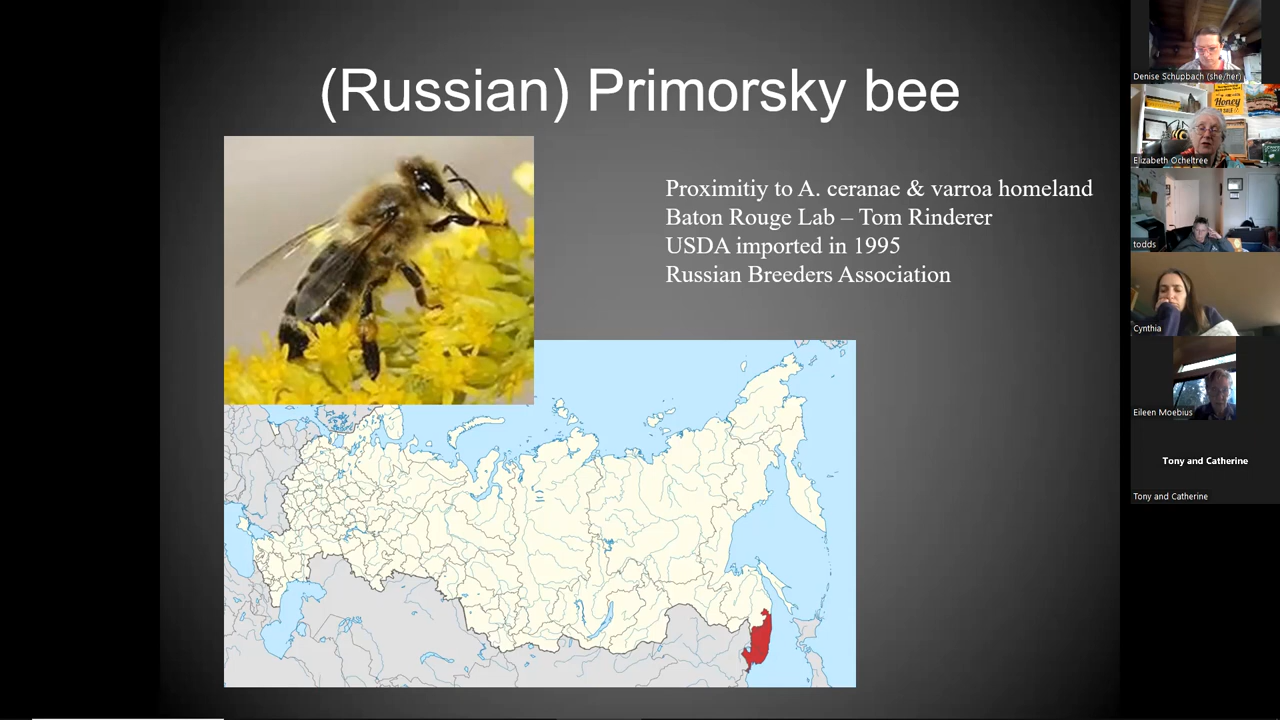 (Russian) Primorsky bee
Proximitiy to A. ceranae & varroa homeland
Baton Rouge Lab – Tom Rinderer
USDA imported in 1995
Russian Breeders Association
Denise Schupbach (she/her)
Honey
Elizabeth Ocheltree
todds
Cynthia
Eileen Moebius
Tony and Catherine
Tony and Catherine